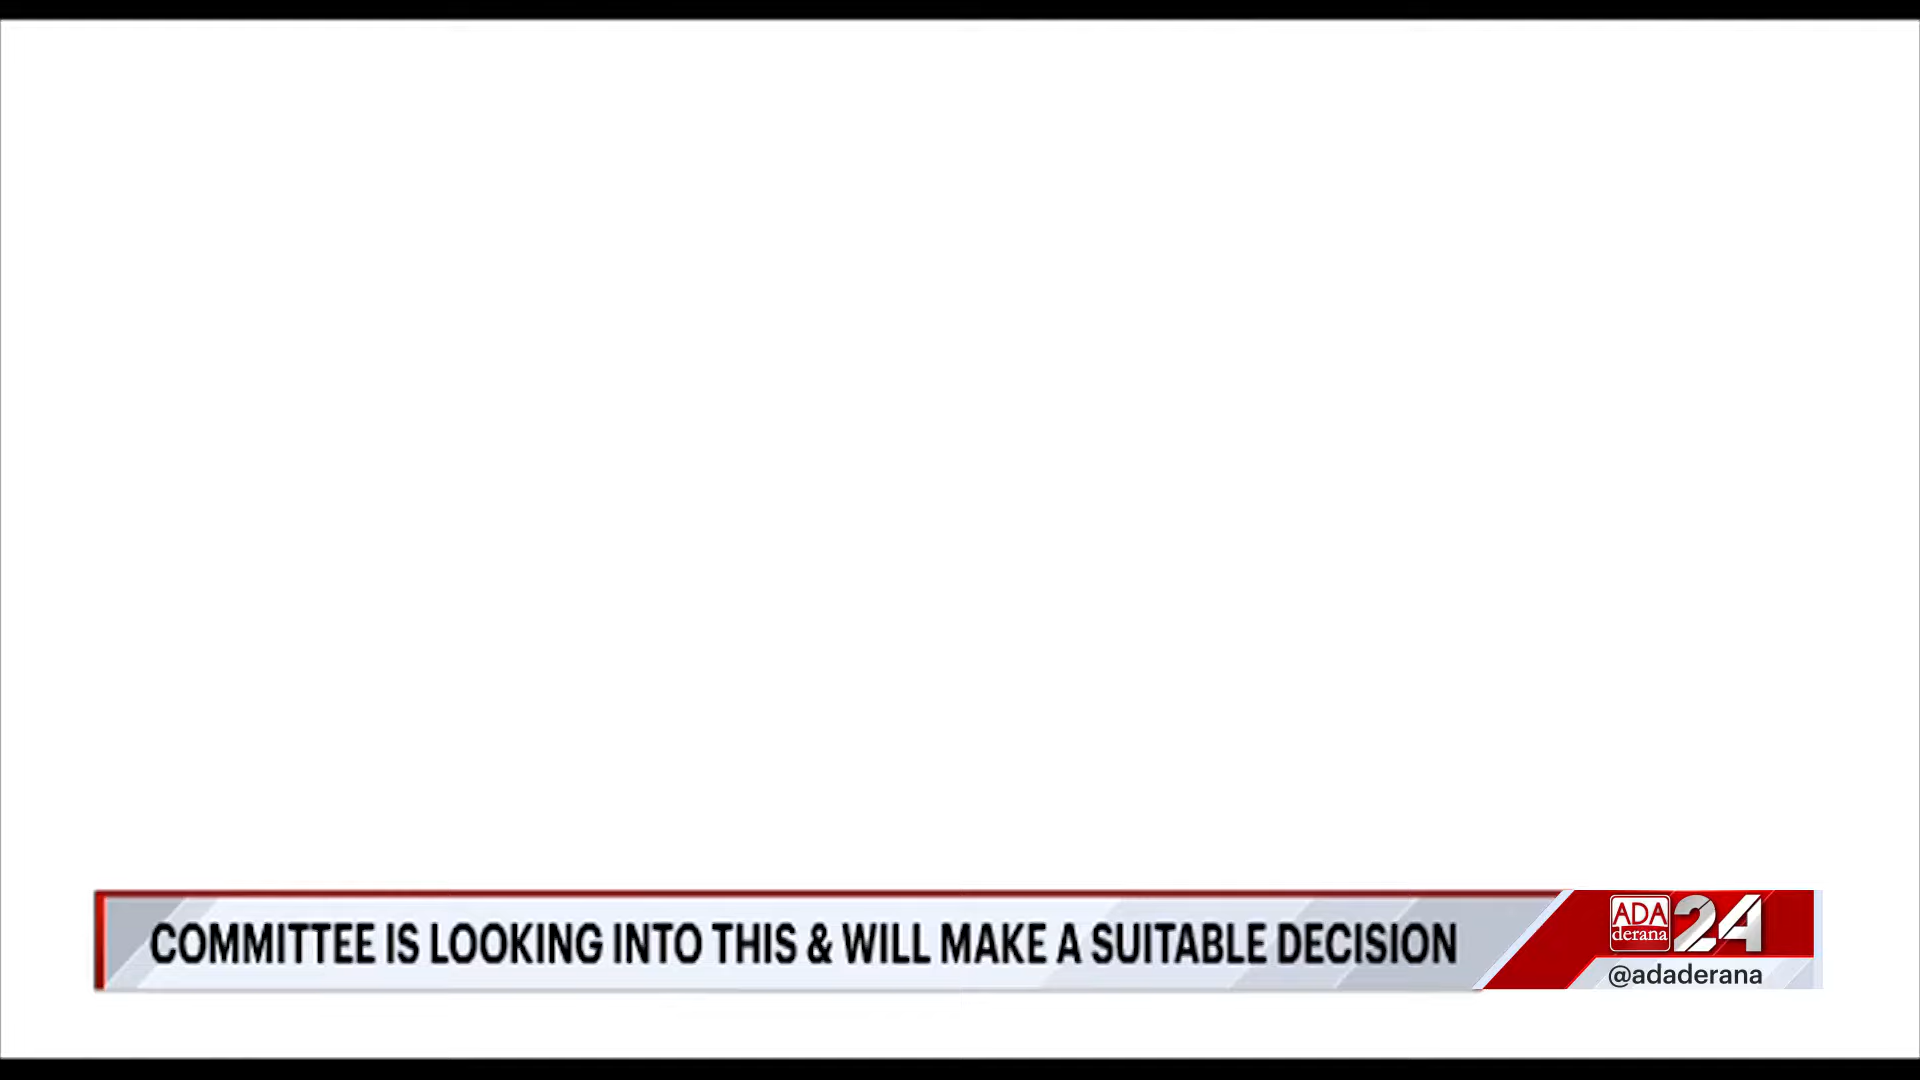 COMMITTEE IS LOOKING INTO THIS & WILL MAKE A SUITABLE DECISION
ADA
derana
24
@adaderana